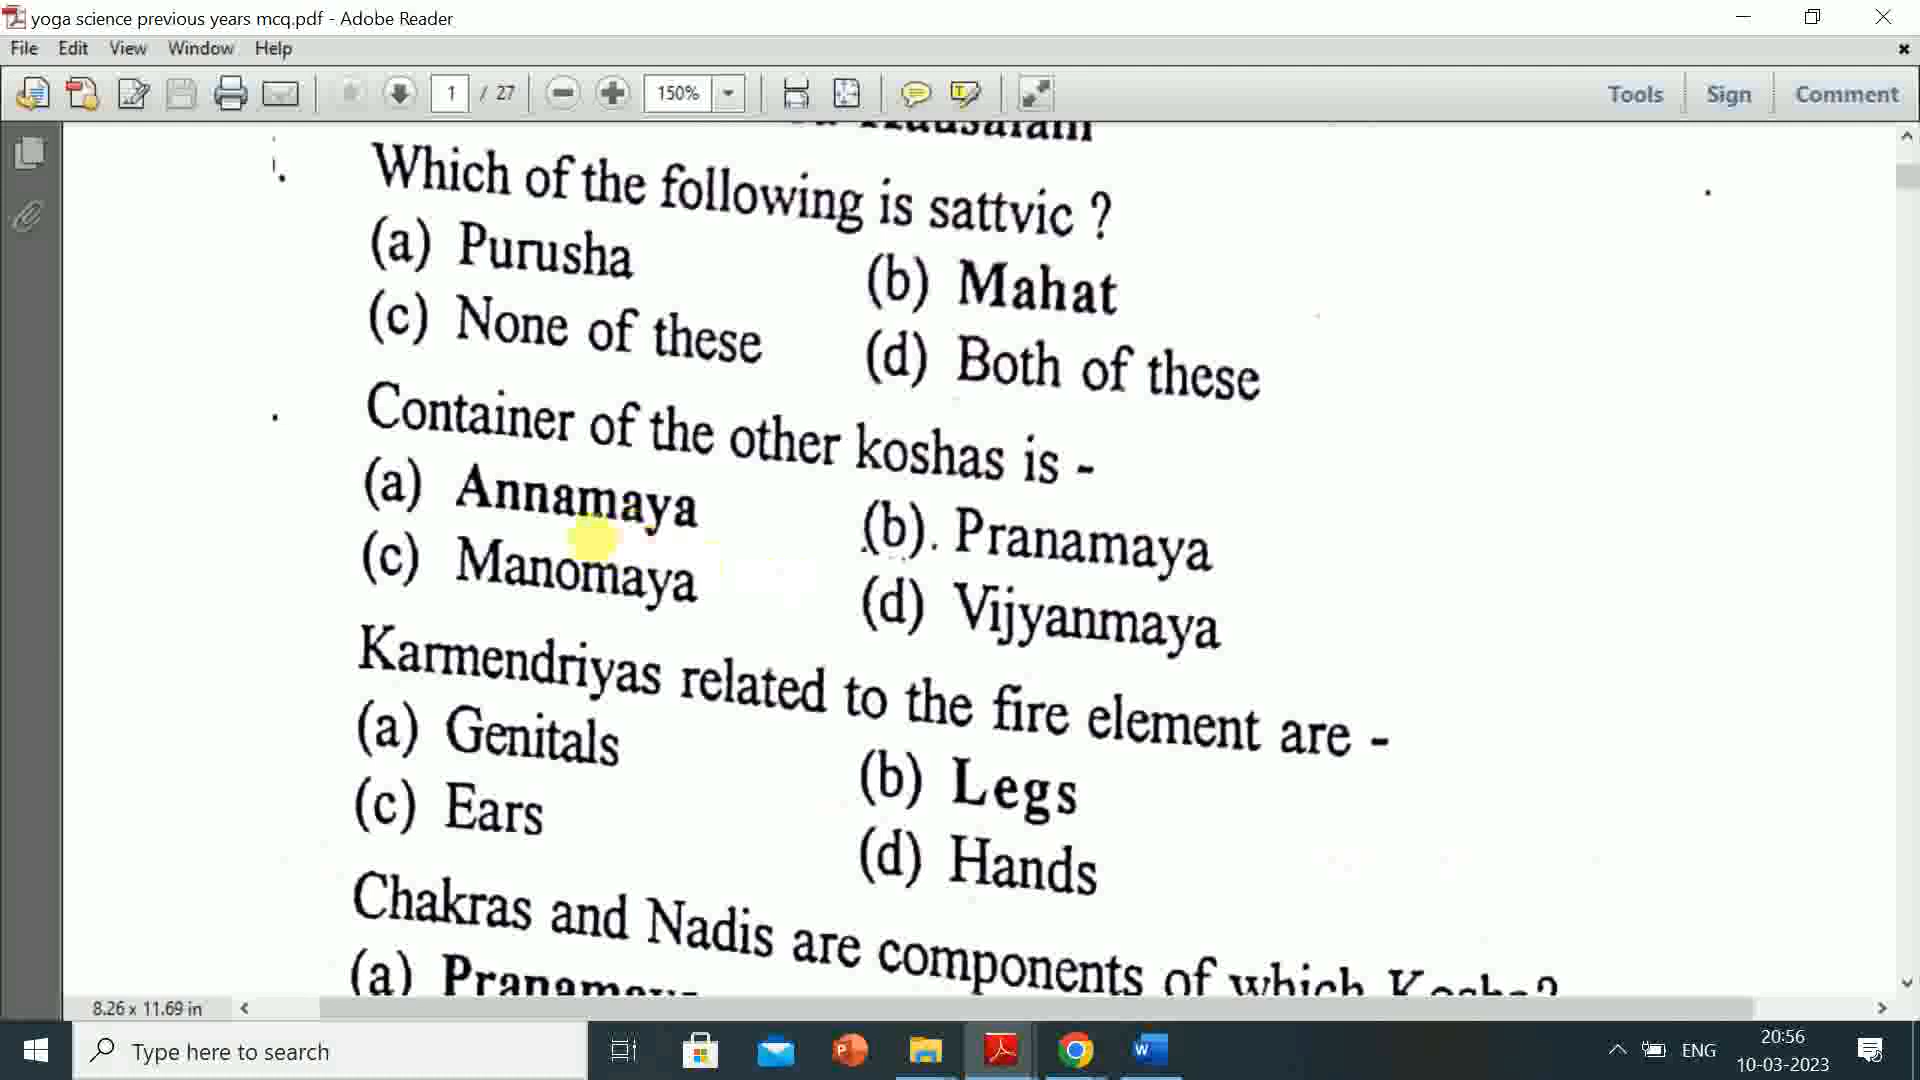 yoga science previous years mcq.pdf - Adobe Reader
File Edit View Window Help
1 / 27 150% Tools Sign Comment
Which of the following is sattvic ?
(a) Purusha (b) Mahat
(c) None of these (d) Both of these
Container of the other koshas is -
(a) Annamaya (b). Pranamaya
(c) Manomaya (d) Vijyanmaya
Karmendriyas related to the fire element are -
(a) Genitals (b) Legs
(c) Ears (d) Hands
Chakras and Nadis are components of which Kosha?
(a) Pranamaya
8.26 x 11.69 in
Type here to search
ENG
20:56
10-03-2023